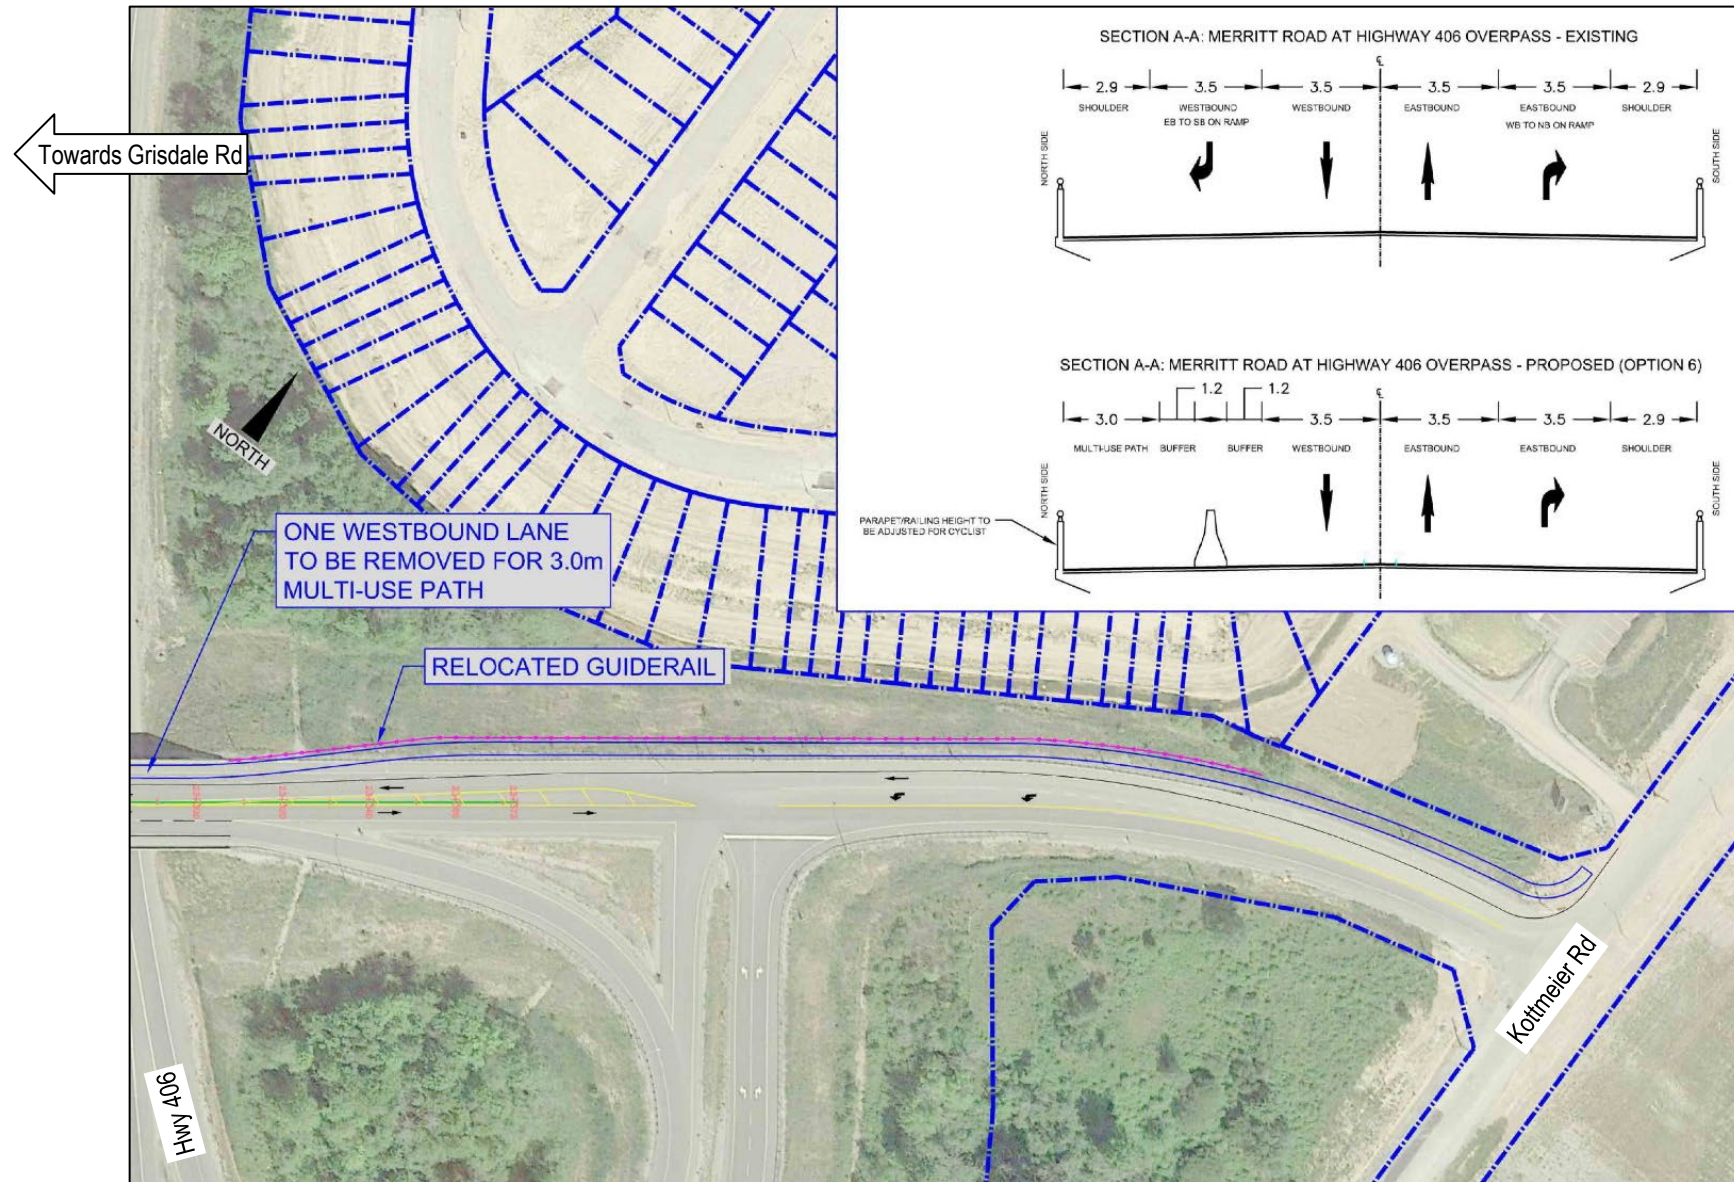 SECTION A-A: MERRITT ROAD AT HIGHWAY 406 OVERPASS - EXISTING
2.9 3.5 3.5 3.5 3.5 2.9
SHOULDER WESTBOUND WESTBOUND EASTBOUND EASTBOUND SHOULDER
EB TO SB ON RAMP WB TO NB ON RAMP
NORTH SIDE
SOUTH SIDE
Towards Grisdale Rd
SECTION A-A: MERRITT ROAD AT HIGHWAY 406 OVERPASS - PROPOSED (OPTION 6)
1.2 1.2
3.0 3.5 3.5 3.5 2.9
MULTI-USE PATH BUFFER BUFFER WESTBOUND EASTBOUND EASTBOUND SHOULDER
NORTH SIDE
SOUTH SIDE
PARAPET/RAILING HEIGHT TO
BE ADJUSTED FOR CYCLIST
NORTH
ONE WESTBOUND LANE
TO BE REMOVED FOR 3.0m
MULTI-USE PATH
RELOCATED GUIDERAIL
Kottmeier Rd
Hwy 406